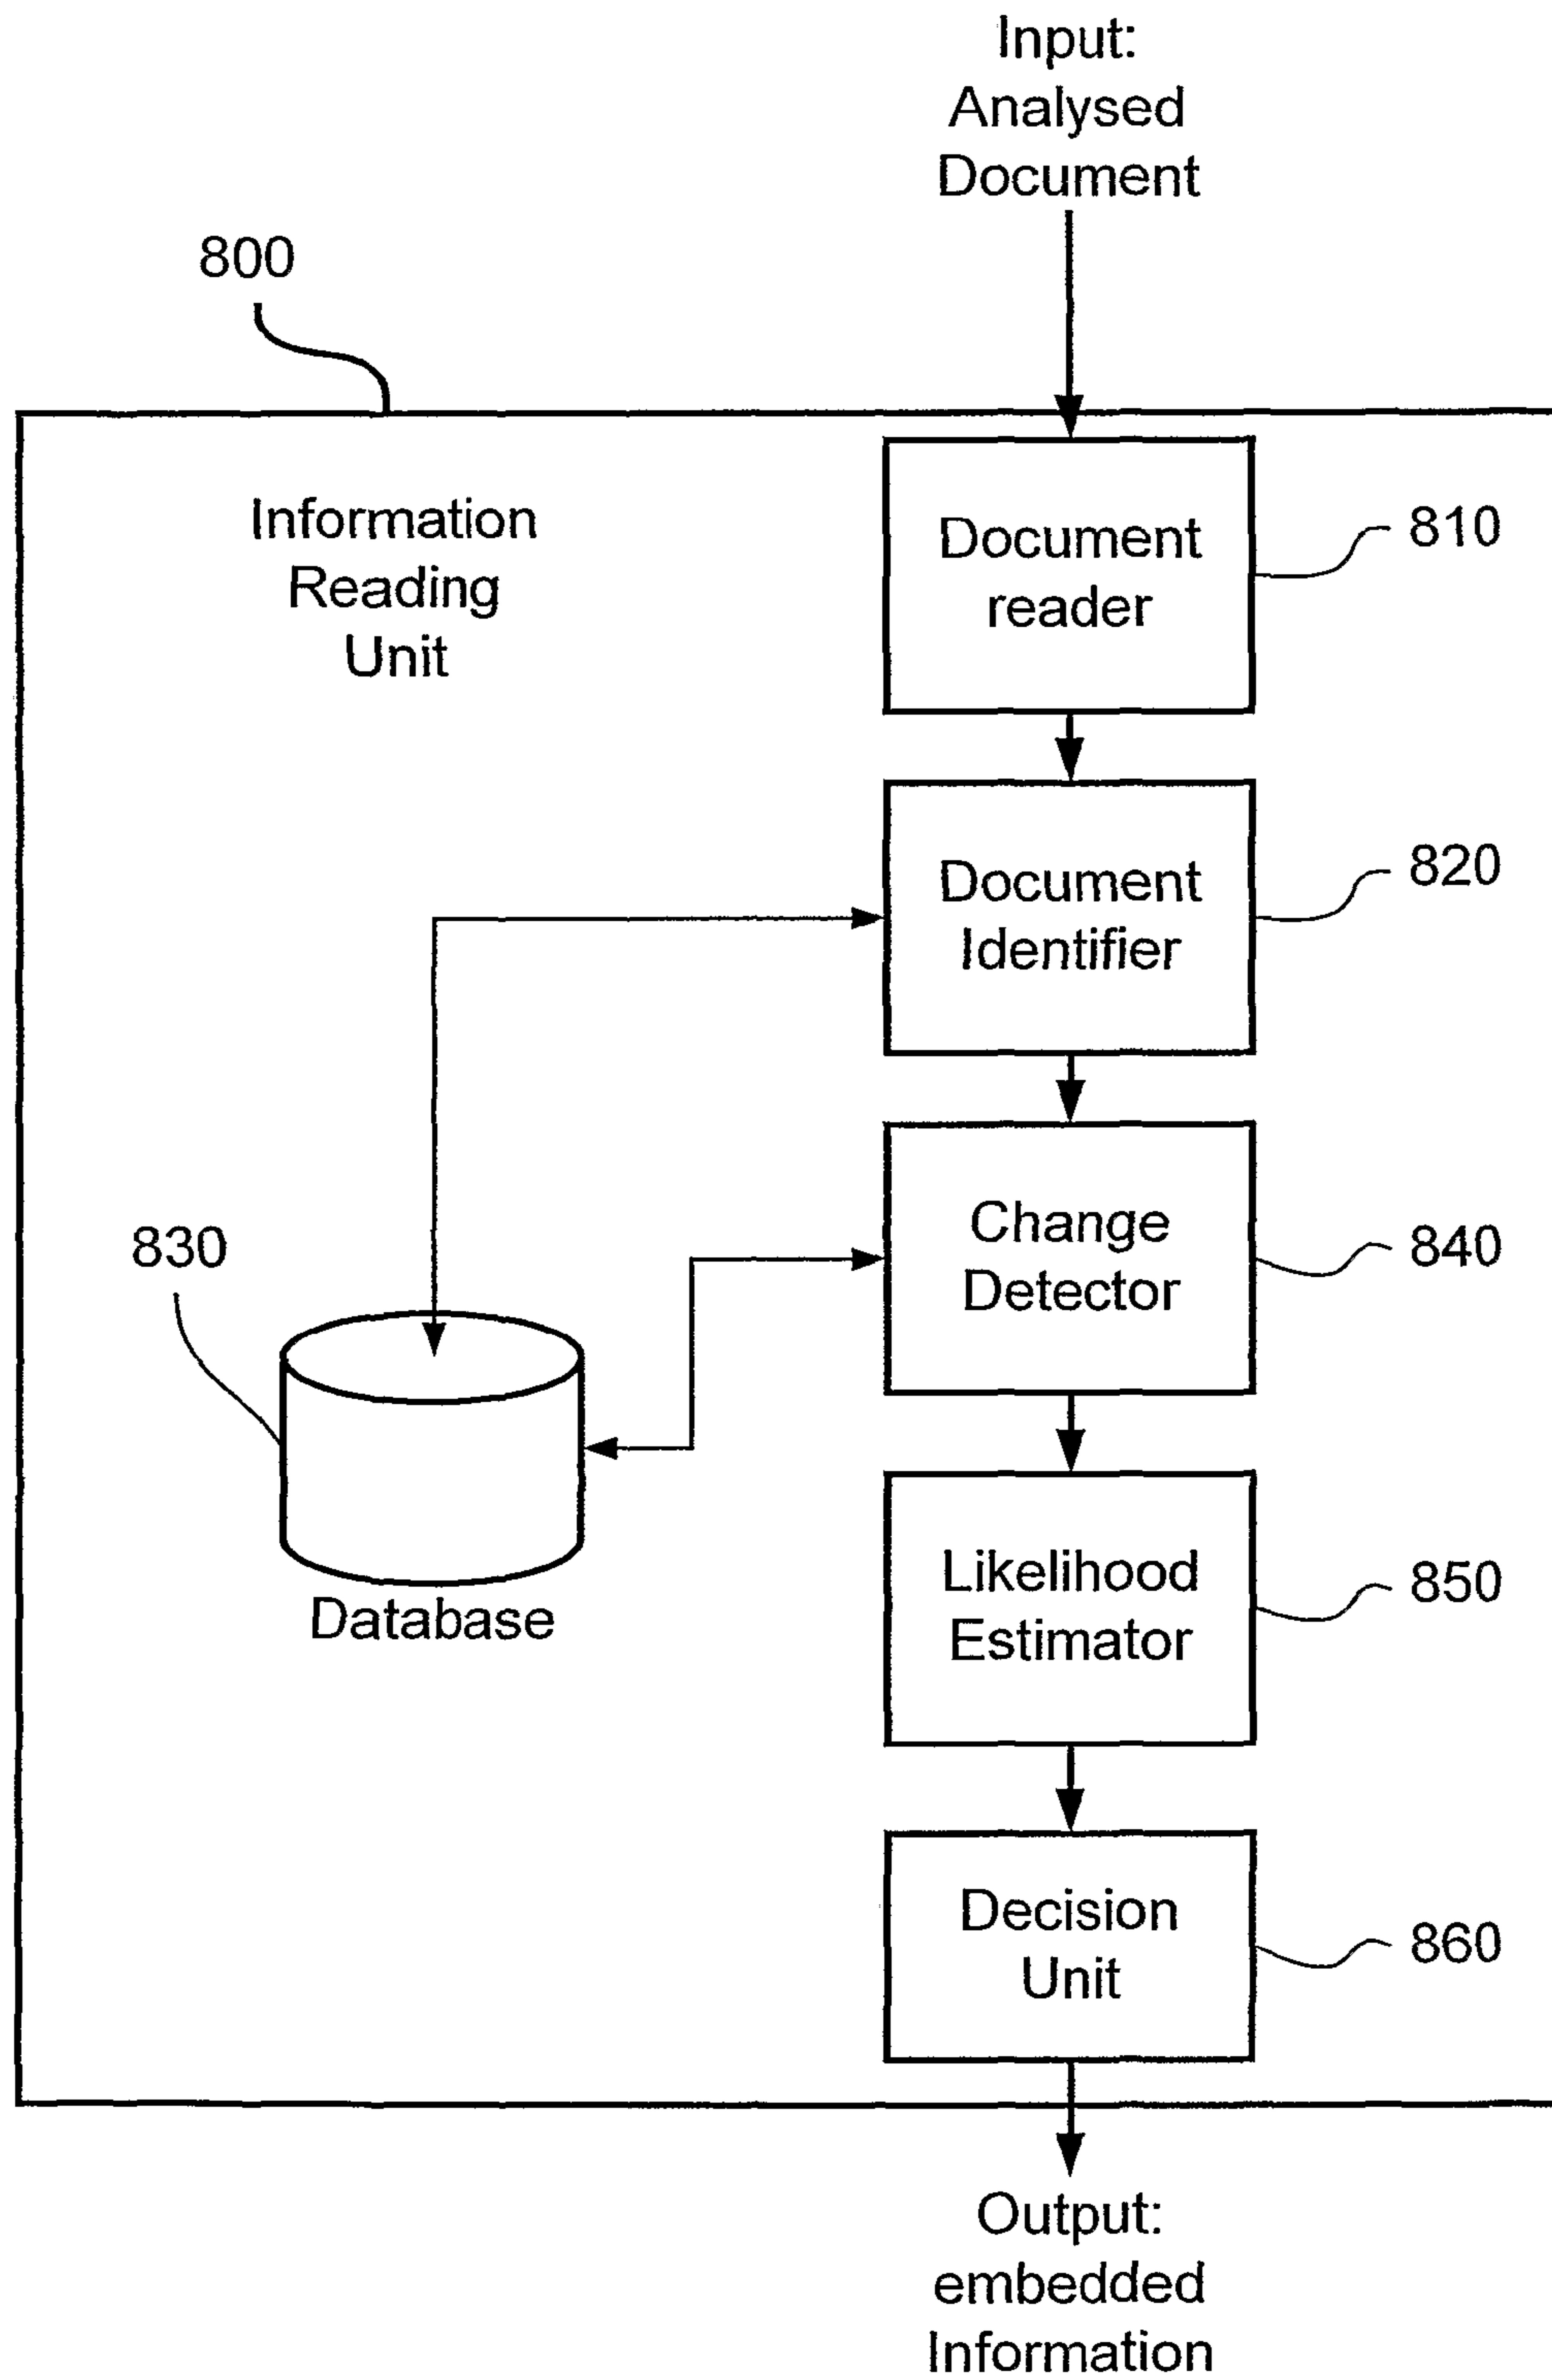 Input:
Analysed
Document
800
Information
Reading
Unit
Document
reader
810
Document
Identifier
820
Change
Detector
840
830
Database
Likelihood
Estimator
850
Decision
Unit
860
Output:
embedded
Information